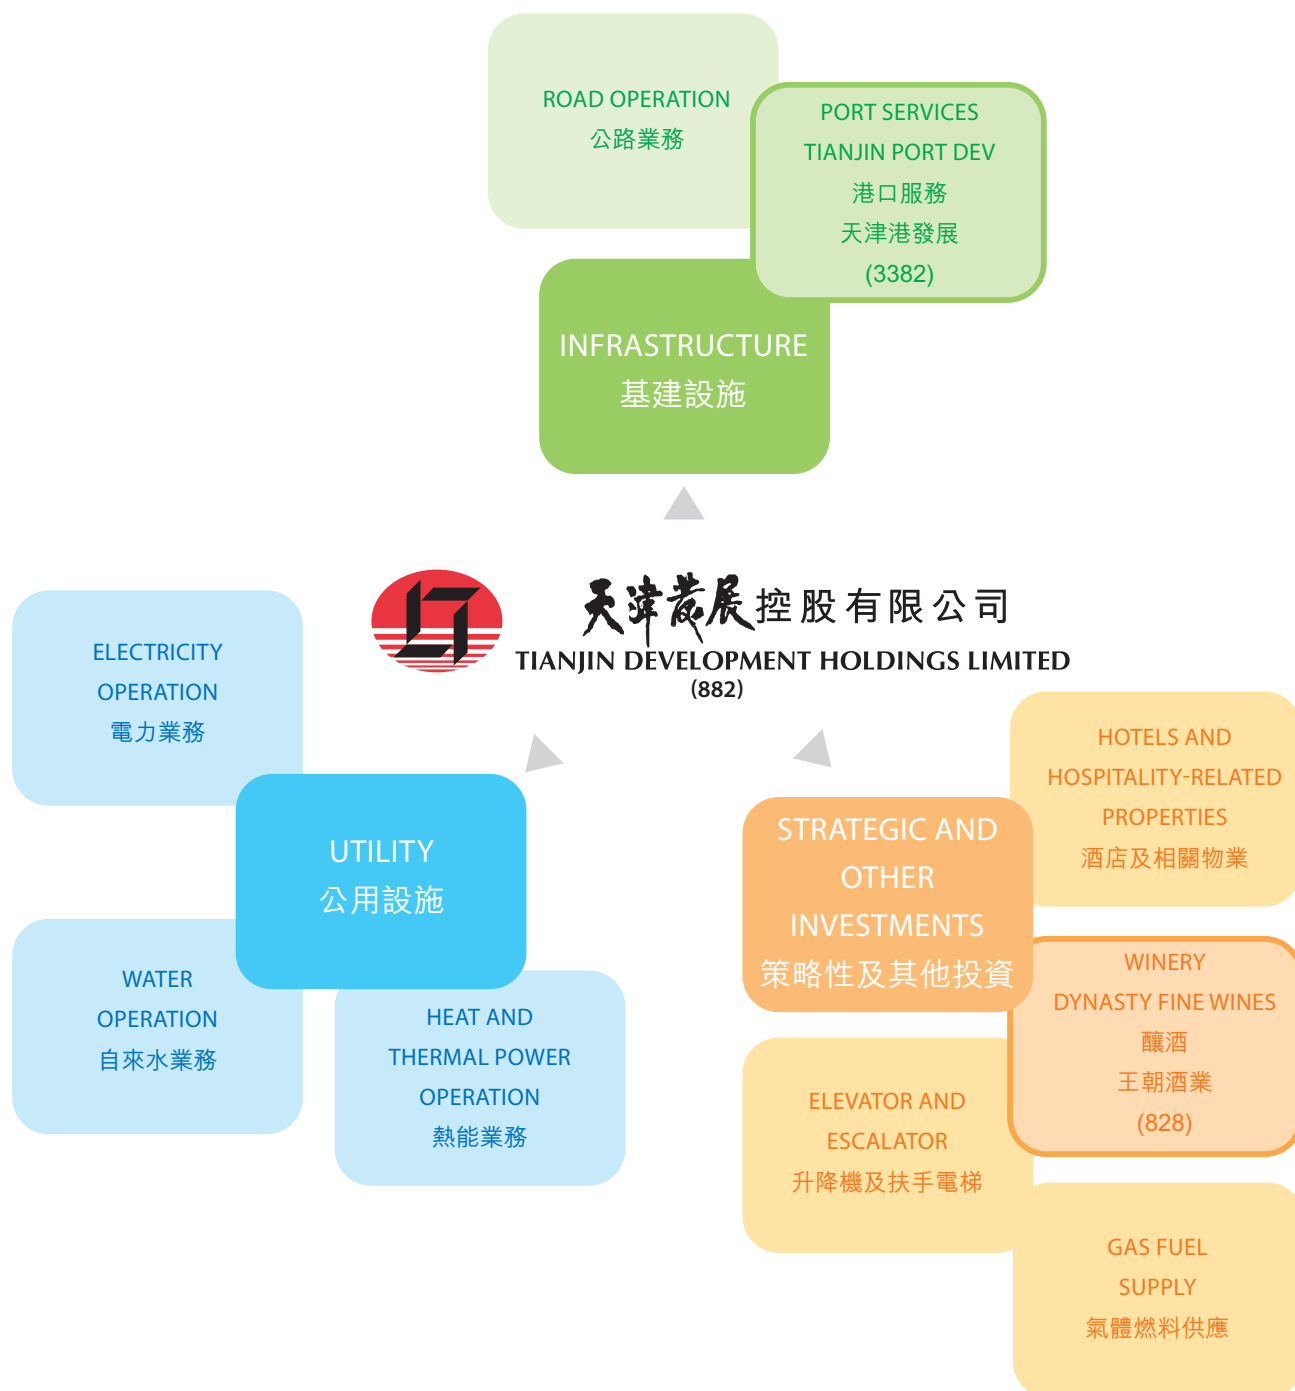 ROAD OPERATION
公路業務
PORT SERVICES
TIANJIN PORT DEV
港口服務
天津港發展
(3382)
INFRASTRUCTURE
基建設施
天津發展控股有限公司
TIANJIN DEVELOPMENT HOLDINGS LIMITED
(882)
ELECTRICITY
OPERATION
電力業務
UTILITY
公用設施
WATER
OPERATION
自來水業務
HEAT AND
THERMAL POWER
OPERATION
熱能業務
HOTELS AND
HOSPITALITY-RELATED
PROPERTIES
酒店及相關物業
STRATEGIC AND
OTHER
INVESTMENTS
策略性及其他投資
WINERY
DYNASTY FINE WINES
釀酒
王朝酒業
(828)
ELEVATOR AND
ESCALATOR
升降機及扶手電梯
GAS FUEL
SUPPLY
氣體燃料供應